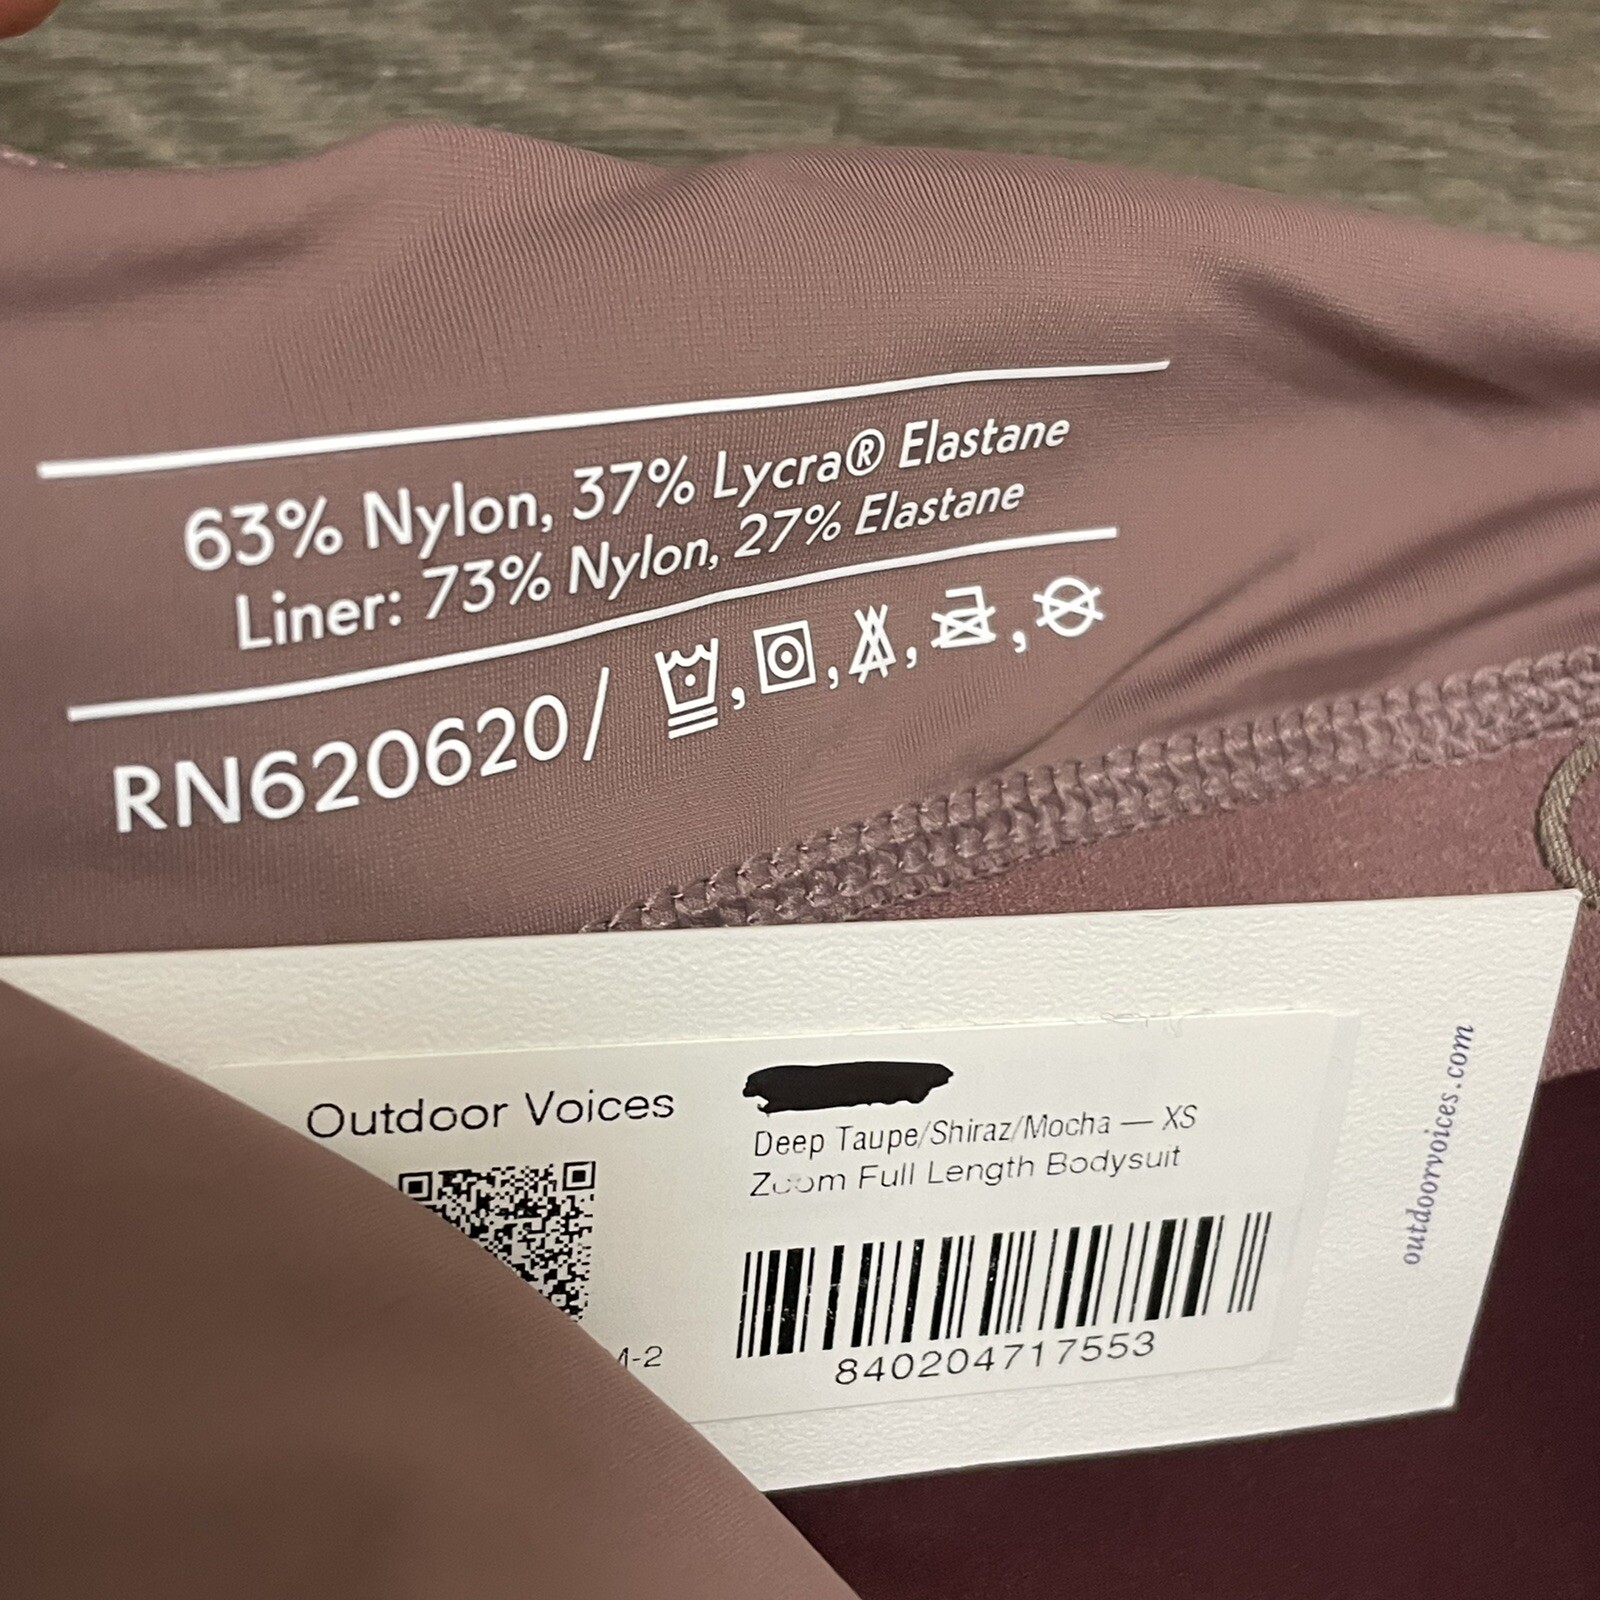 63% Nylon, 37% Lycra® Elastane
Liner: 73% Nylon, 27% Elastane
RN620620/
Outdoor Voices
Deep Taupe/Shiraz/Mocha — XS
Zoom Full Length Bodysuit
840204717553
outdoorvoices.com